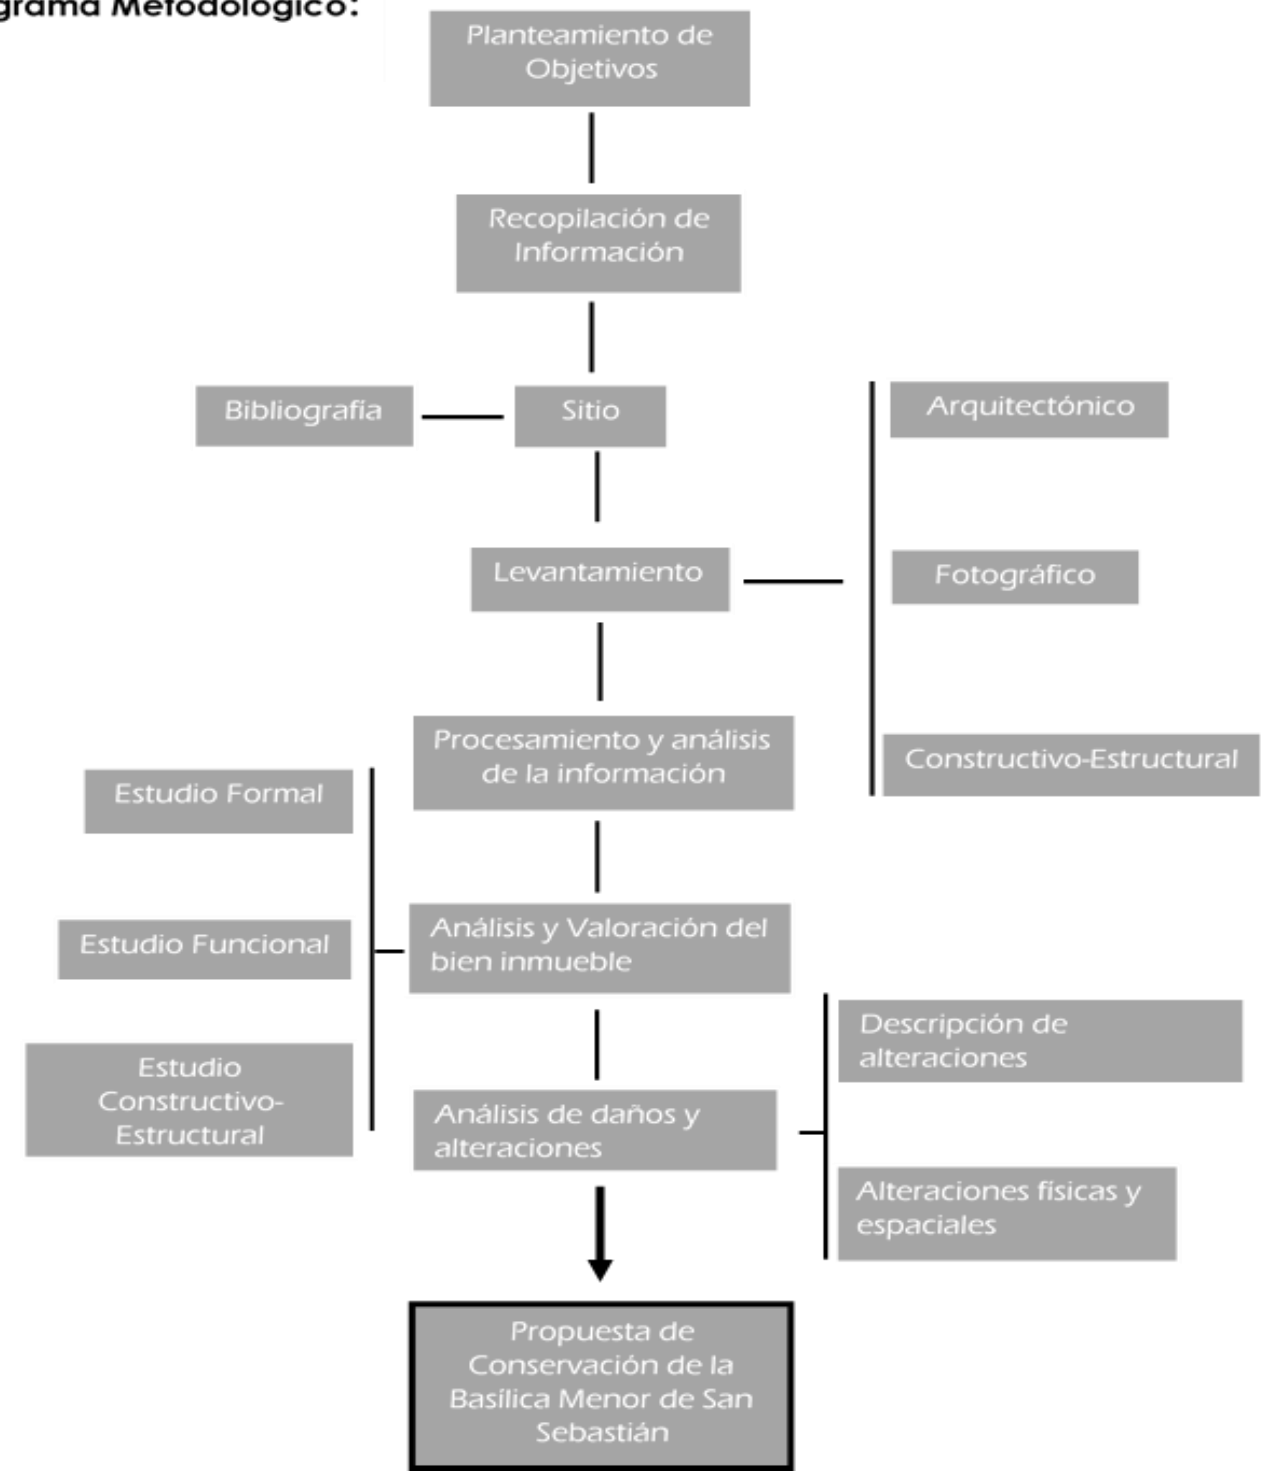 grama Metodológico:
Planteamiento de
Objetivos
Recopilación de
Información
Bibliografía
Sitio
Arquitectónico
Levantamiento
Fotográfico
Procesamiento y análisis
de la información
Constructivo-Estructural
Estudio Formal
Análisis y Valoración del
bien inmueble
Estudio Funcional
Descripción de
alteraciones
Estudio
Constructivo-
Estructural
Análisis de daños y
alteraciones
Alteraciones físicas y
espaciales
Propuesta de
Conservación de la
Basílica Menor de San
Sebastián